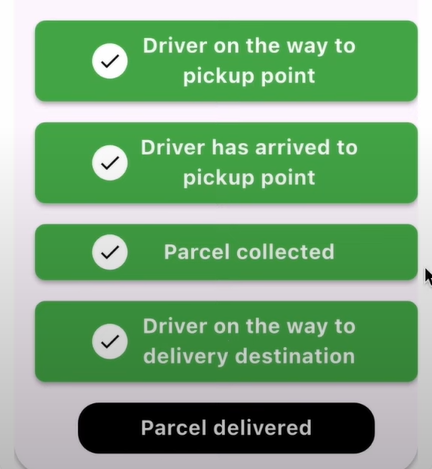 Driver on the way to
pickup point
Driver has arrived to
pickup point
Parcel collected
Driver on the way to
delivery destination
Parcel delivered